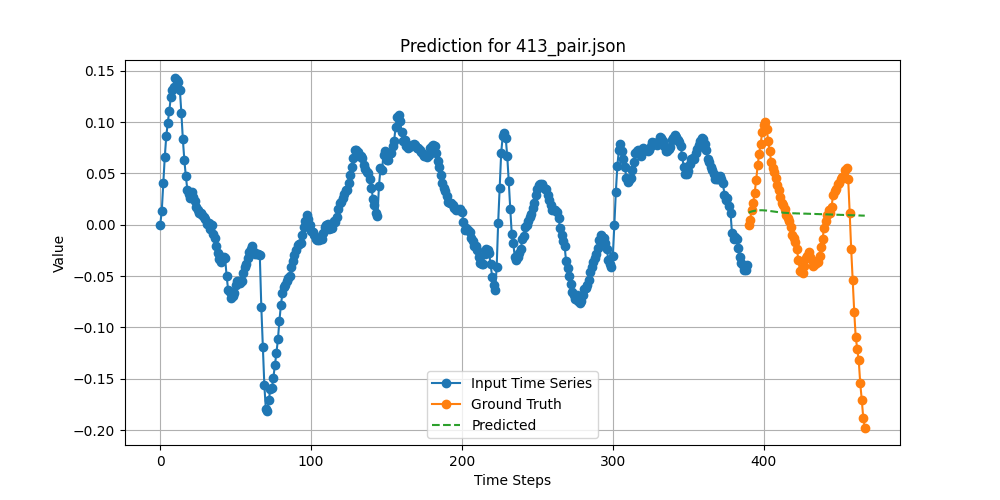 Prediction for 413_pair.json
0.15
0.10
0.05
0.00
−0.05
−0.10
−0.15
−0.20
Value
0
100
200
300
400
Time Steps
Input Time Series
Ground Truth
Predicted